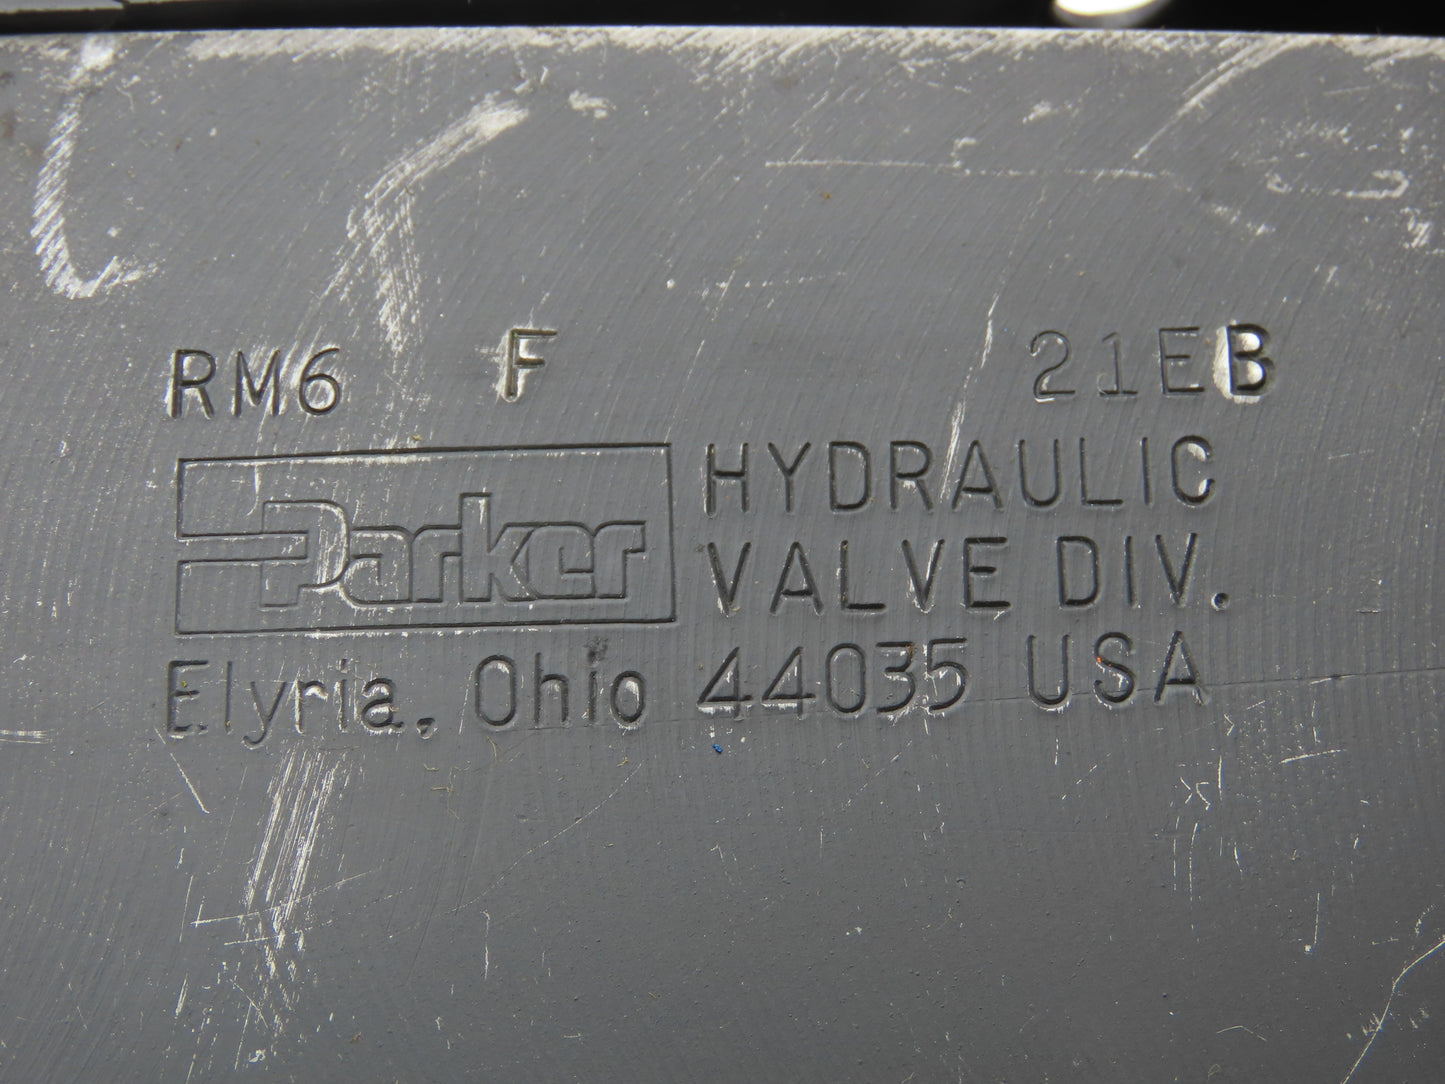 RM6 F 21EB
Parker HYDRAULIC
VALVE DIV.
Elyria, Ohio 44035 USA